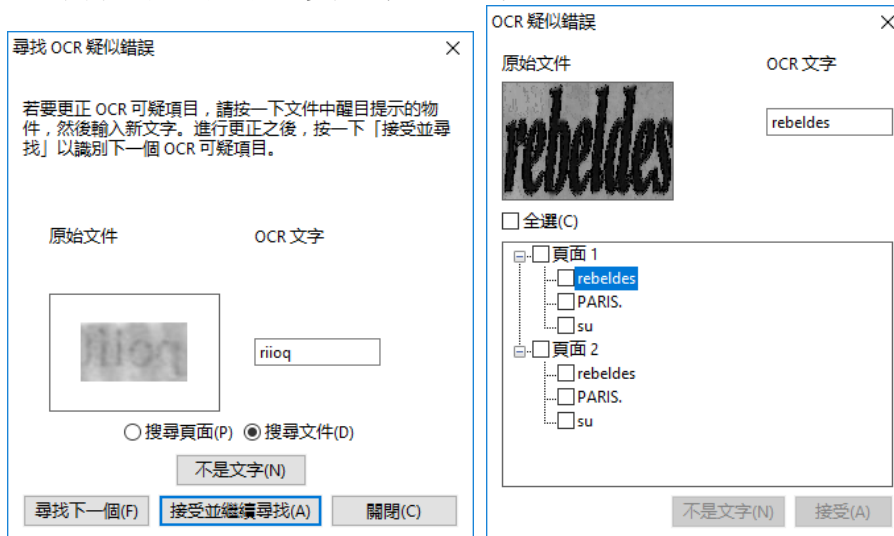 尋找 OCR 疑似錯誤
若要更正 OCR 可疑項目，請按一下文件中醒目提示的物
件，然後輸入新文字。進行更正之後，按一下「接受並尋
找」以識別下一個 OCR 可疑項目。
原始文件
OCR 文字
riioq
搜尋頁面(P)
搜尋文件(D)
不是文字(N)
尋找下一個(F)
接受並繼續尋找(A)
關閉(C)
OCR 疑似錯誤
原始文件
OCR 文字
rebeldes
rebeldes
全選(C)
頁面 1
rebeldes
PARIS.
su
頁面 2
rebeldes
PARIS.
su
不是文字(N)
接受(A)